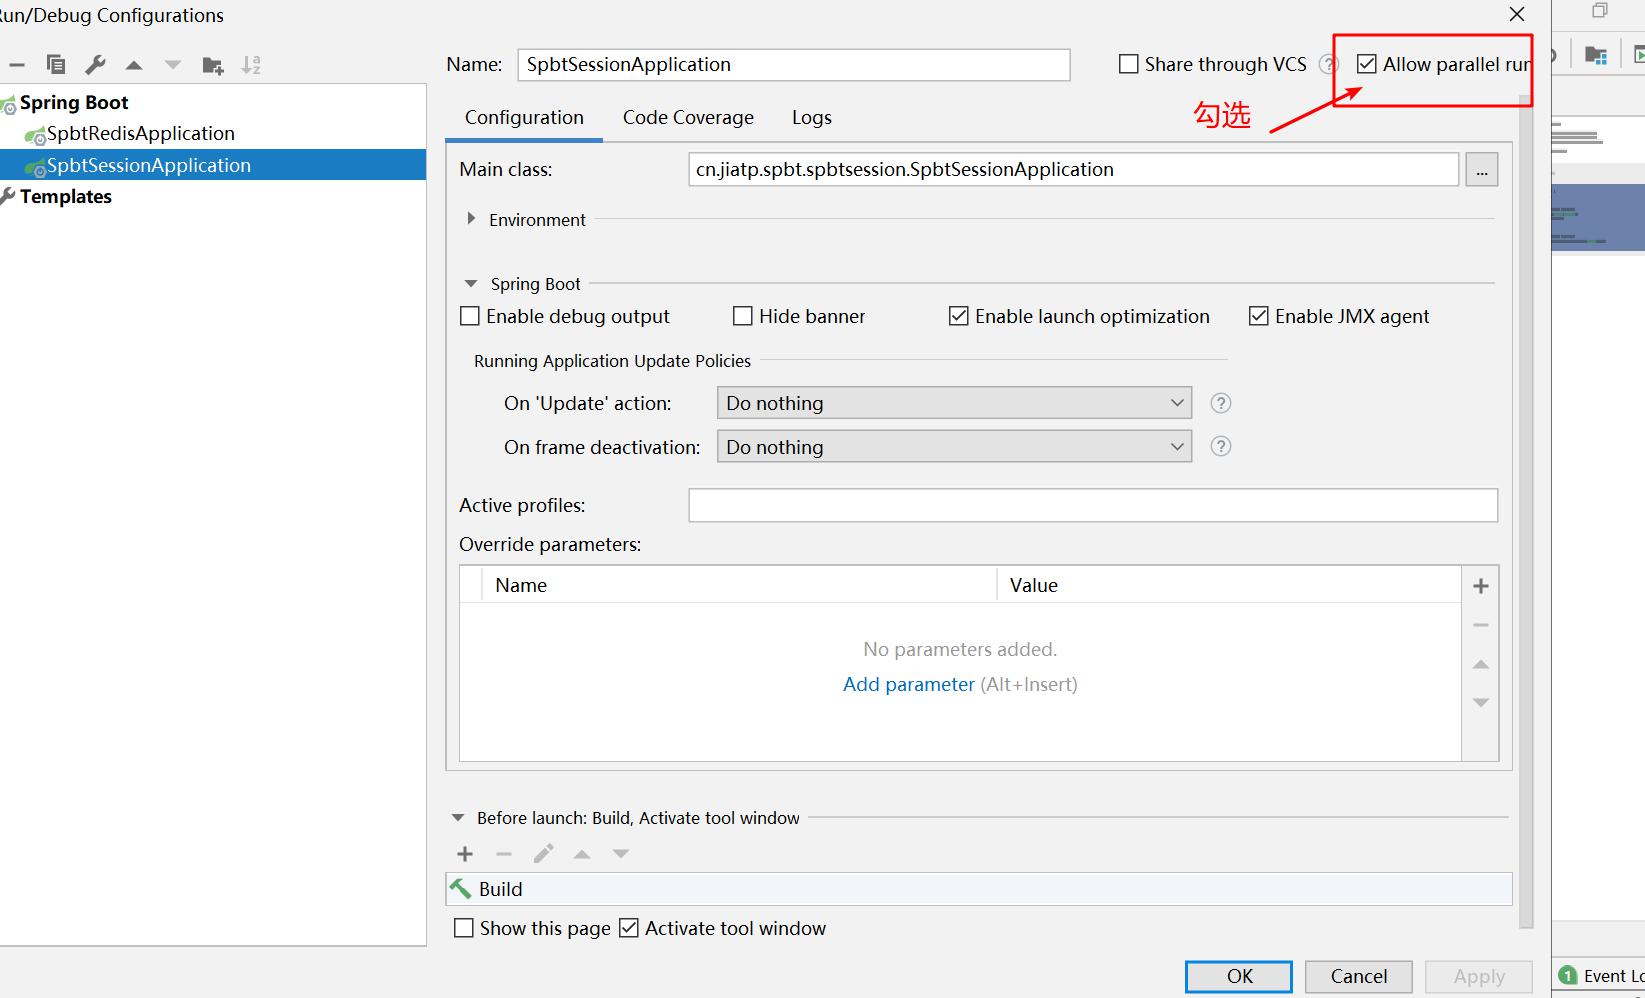 Run/Debug Configurations
Name: SpbtSessionApplication
Share through VCS
Allow parallel run
勾选
Spring Boot
SpbtRedisApplication
SpbtSessionApplication
Templates
Configuration
Code Coverage
Logs
Main class: cn.jiatp.spbt.spbtsession.SpbtSessionApplication ...
Environment
Spring Boot
Enable debug output
Hide banner
Enable launch optimization
Enable JMX agent
Running Application Update Policies
On 'Update' action: Do nothing
On frame deactivation: Do nothing
Active profiles:
Override parameters:
Name
Value
No parameters added.
Add parameter (Alt+Insert)
Before launch: Build, Activate tool window
Build
Show this page
Activate tool window
OK
Cancel
Apply
1 Event Lo